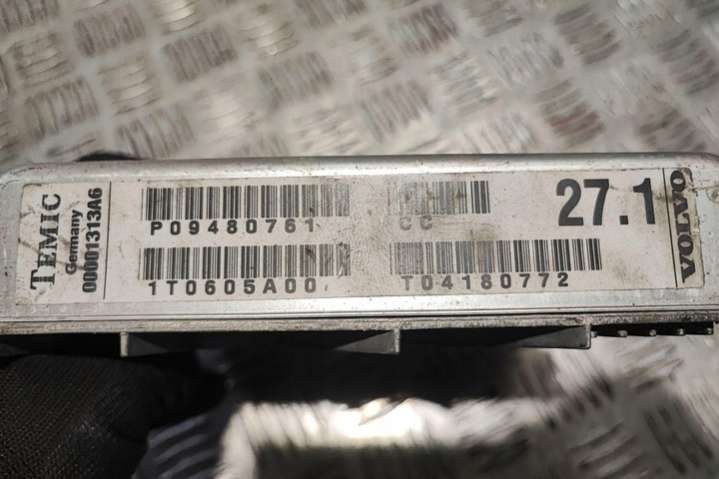 TEMIC
Germany
00001313A6
P09480761
CC
27.1
1T0605A00
T04180772
VOLVO